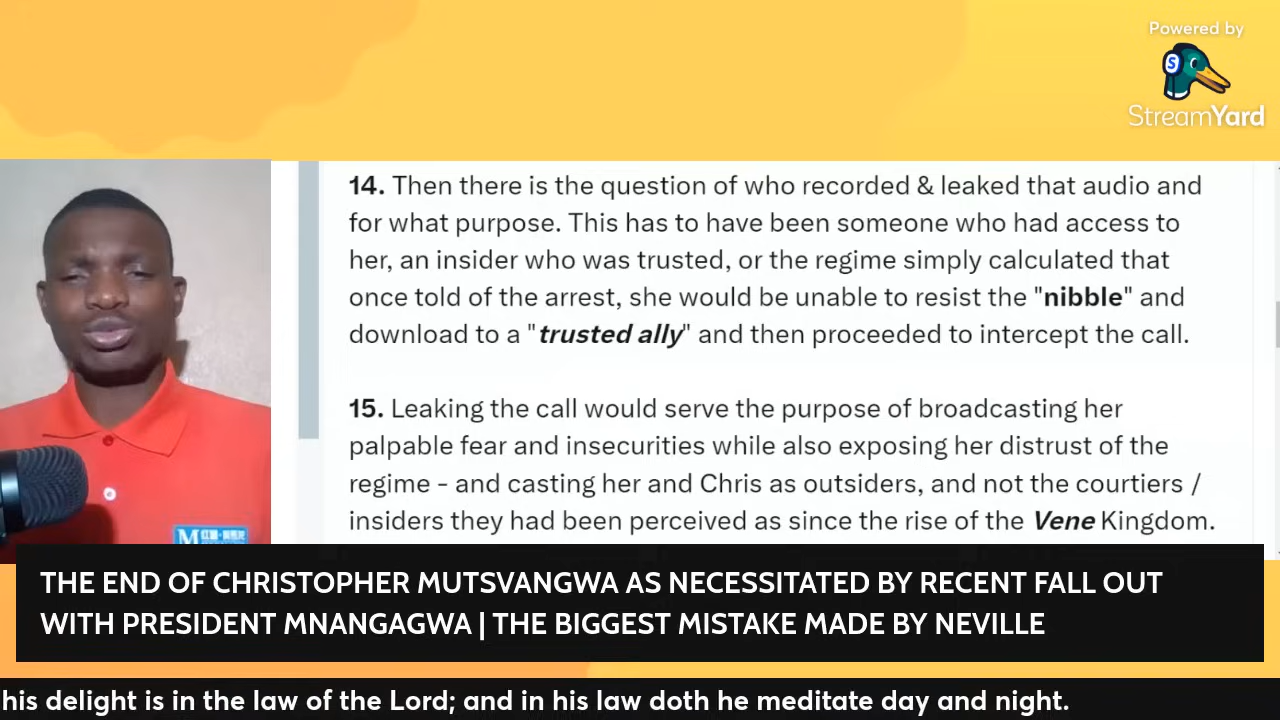 Powered by
StreamYard
14. Then there is the question of who recorded & leaked that audio and
for what purpose. This has to have been someone who had access to
her, an insider who was trusted, or the regime simply calculated that
once told of the arrest, she would be unable to resist the "nibble" and
download to a "trusted ally" and then proceeded to intercept the call.
15. Leaking the call would serve the purpose of broadcasting her
palpable fear and insecurities while also exposing her distrust of the
regime - and casting her and Chris as outsiders, and not the courtiers /
insiders they had been perceived as since the rise of the Vene Kingdom.
THE END OF CHRISTOPHER MUTSVANGWA AS NECESSITATED BY RECENT FALL OUT
WITH PRESIDENT MNANGAGWA | THE BIGGEST MISTAKE MADE BY NEVILLE
his delight is in the law of the Lord; and in his law doth he meditate day and night.